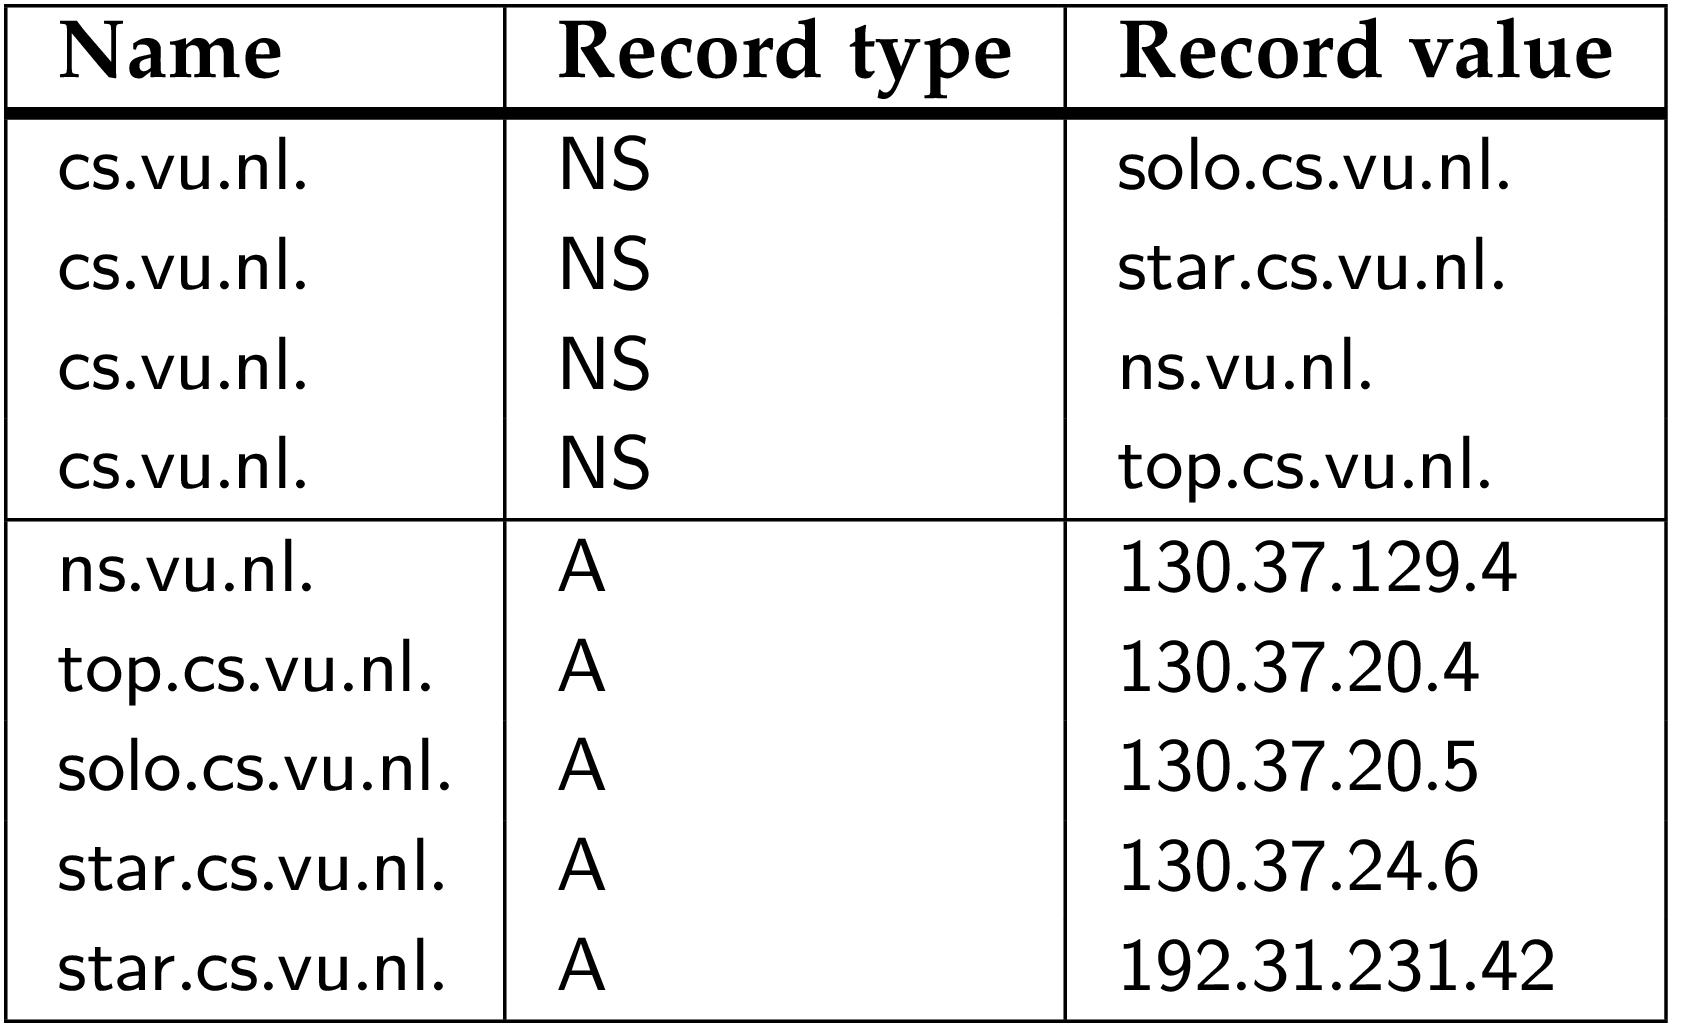 Name Record type Record value
cs.vu.nl. NS solo.cs.vu.nl.
cs.vu.nl. NS star.cs.vu.nl.
cs.vu.nl. NS ns.vu.nl.
cs.vu.nl. NS top.cs.vu.nl.
ns.vu.nl. A 130.37.129.4
top.cs.vu.nl. A 130.37.20.4
solo.cs.vu.nl. A 130.37.20.5
star.cs.vu.nl. A 130.37.24.6
star.cs.vu.nl. A 192.31.231.42